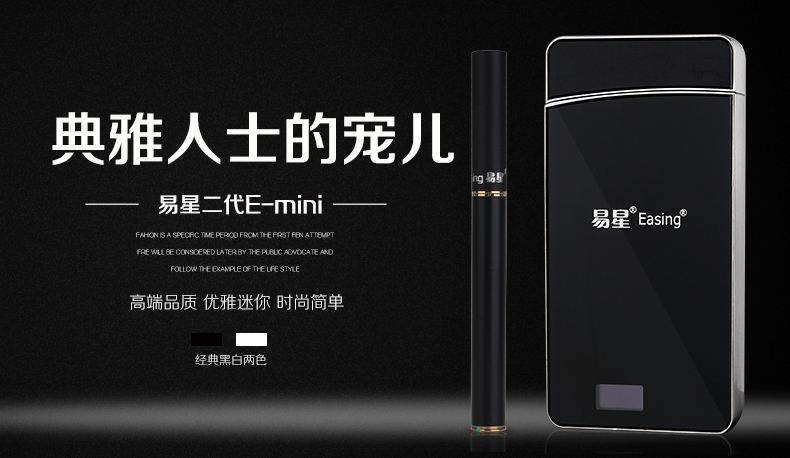 典雅人士的宠儿
易星二代E-mini
FAHION IS A SPECIFIC TIME PERIOD FROM THE FIRST FEN ATTEMPT
IFRE WILL BE CONSIDERED LATER BY THE PUBLIC ADVOCATE AND
FOLLOW THE EXAMPLE OF THE LIFE STYLE
高端品质 优雅迷你 时尚简单
经典黑白两色
ing 易星®
易星® Easing®